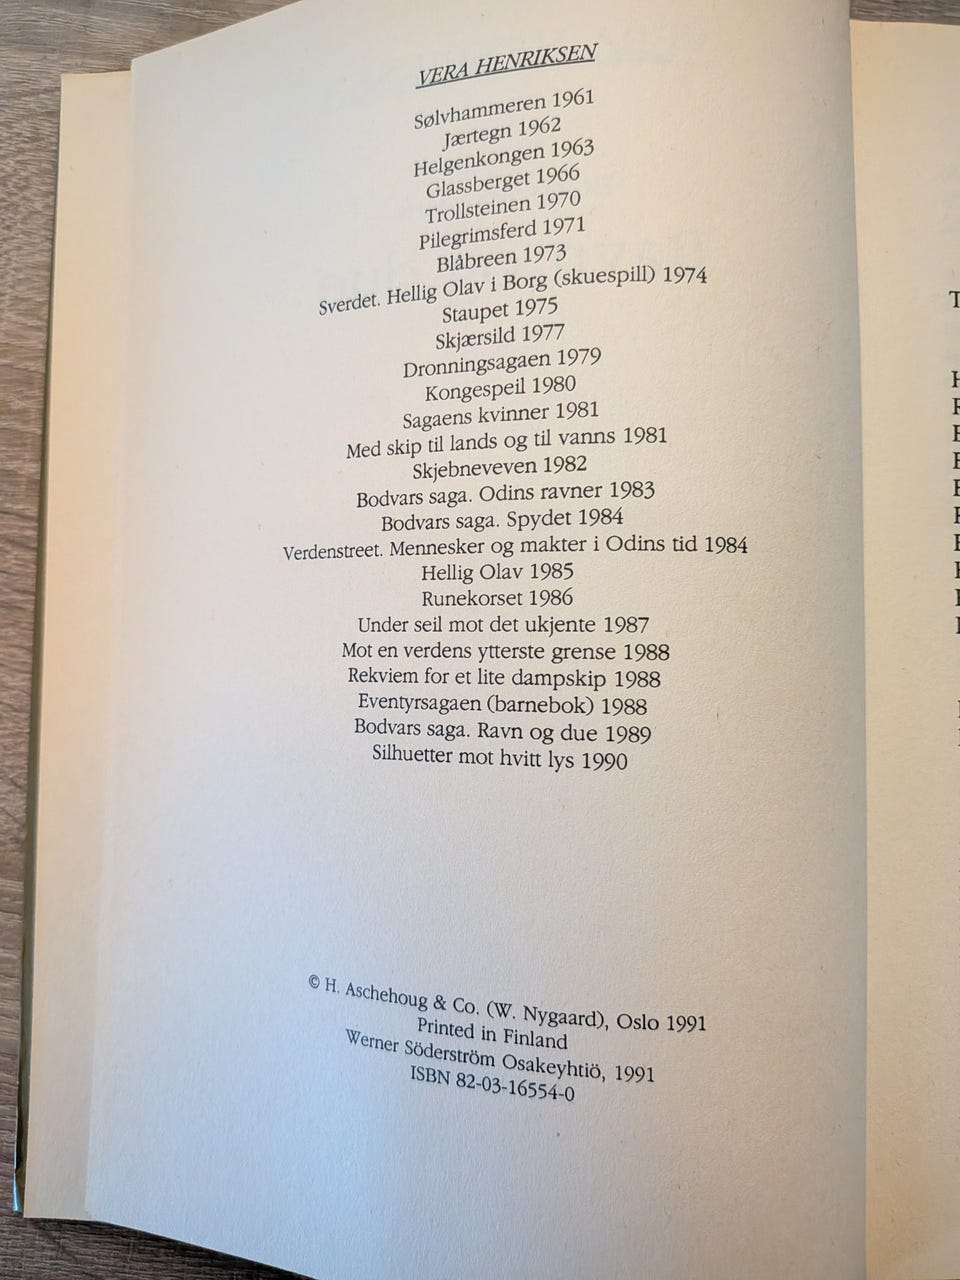 VERA HENRIKSEN
Sølvhammeren 1961
Jærtegn 1962
Helgenkongen 1963
Glassberget 1966
Trollsteinen 1970
Pilegrimsferd 1971
Blåbreen 1973
Sverdet. Hellig Olav i Borg (skuespill) 1974
Staupet 1975
Skjærsild 1977
Dronningsagaen 1979
Kongespeil 1980
Sagaens kvinner 1981
Med skip til lands og til vanns 1981
Skjebneveven 1982
Bodvars saga. Odins ravner 1983
Bodvars saga. Spydet 1984
Verdenstreet. Mennesker og makter i Odins tid 1984
Hellig Olav 1985
Runekorset 1986
Under seil mot det ukjente 1987
Mot en verdens ytterste grense 1988
Rekviem for et lite dampskip 1988
Eventyrsagaen (barnebok) 1988
Bodvars saga. Ravn og due 1989
Silhuetter mot hvitt lys 1990
© H. Aschehoug & Co. (W. Nygaard), Oslo 1991
Printed in Finland
Werner Söderström Osakeyhtiö, 1991
ISBN 82-03-16554-0